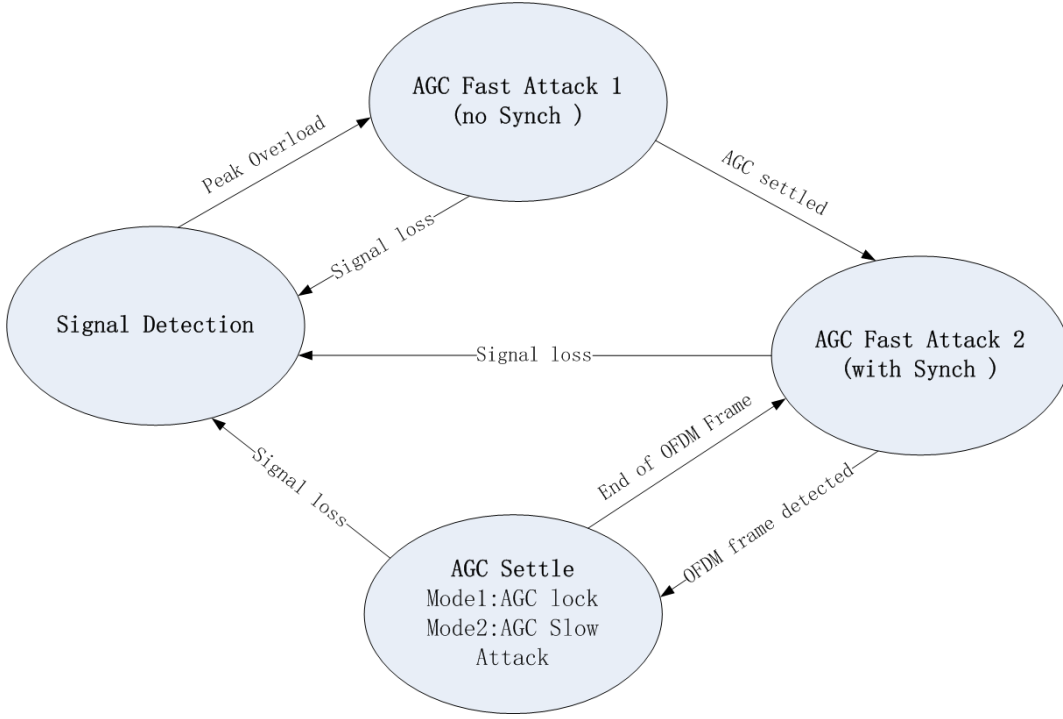 AGC Fast Attack 1
(no Synch )
Peak Overload
AGC settled
Signal loss
Signal Detection
AGC Fast Attack 2
(with Synch )
Signal loss
End of OFDM Frame
Signal loss
OFDM frame detected
AGC Settle
Mode1:AGC lock
Mode2:AGC Slow
Attack